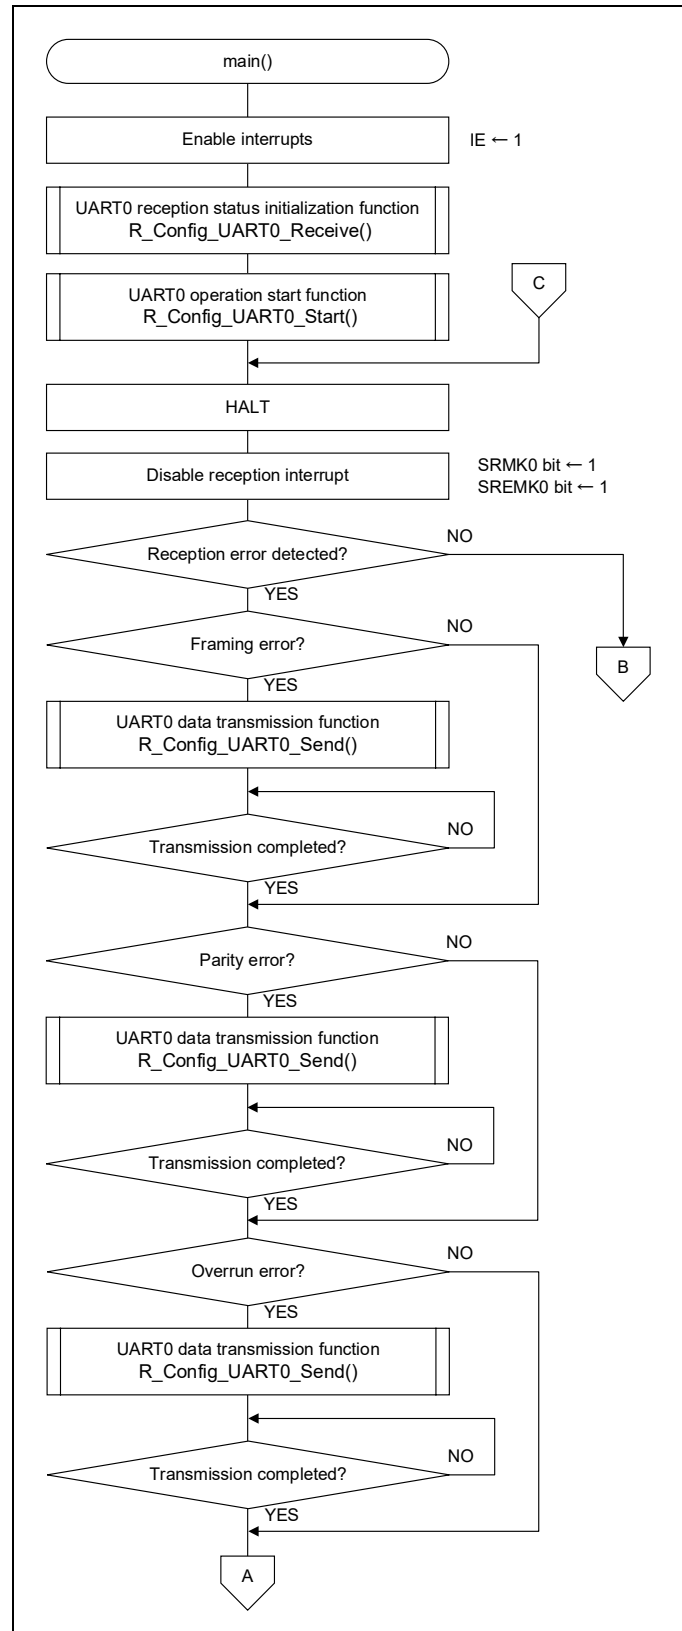 main()
Enable interrupts
IE ← 1
UART0 reception status initialization function
R_Config_UART0_Receive()
UART0 operation start function
R_Config_UART0_Start()
C
HALT
Disable reception interrupt
SRMK0 bit ← 1
SREMK0 bit ← 1
Reception error detected?
NO
YES
B
Framing error?
NO
YES
UART0 data transmission function
R_Config_UART0_Send()
Transmission completed?
NO
YES
Parity error?
NO
YES
UART0 data transmission function
R_Config_UART0_Send()
Transmission completed?
NO
YES
Overrun error?
NO
YES
UART0 data transmission function
R_Config_UART0_Send()
Transmission completed?
NO
YES
A